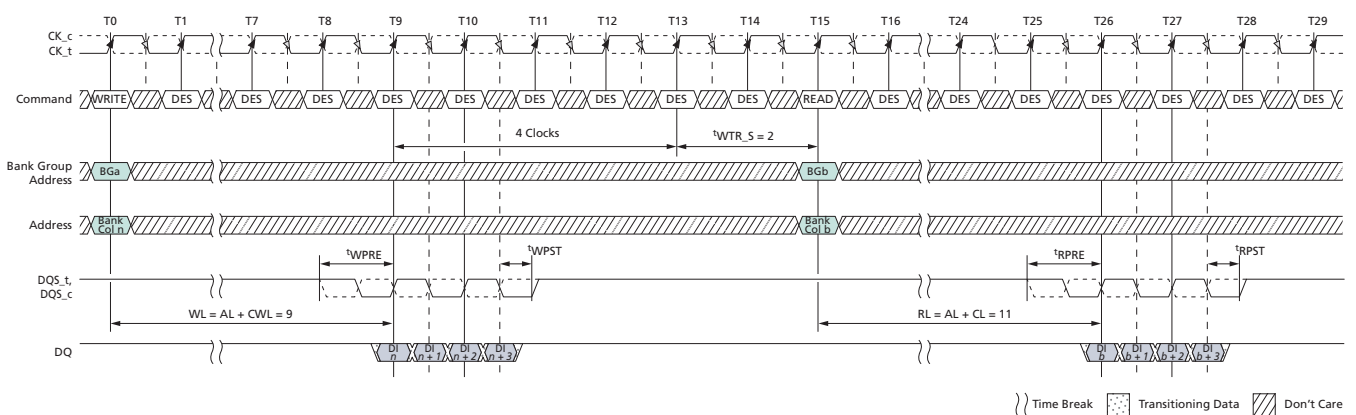 T0 T1 T7 T8 T9 T10 T11 T12 T13 T14 T15 T16 T24 T25 T26 T27 T28 T29
CK_c
CK_t
Command WRITE DES DES DES DES DES DES DES DES DES READ DES DES DES DES DES DES DES
4 Clocks tWTR_S = 2
Bank Group
Address BGa BGb
Address Bank
Col n Bank
Col b
tWPRE tWPST tRPRE tRPST
DQS_t,
DQS_c
WL = AL + CWL = 9 RL = AL + CL = 11
DQ DI
n DI
n + 1 DI
n + 2 DI
n + 3 DI
b DI
b + 1 DI
b + 2 DI
b + 3
Time Break Transitioning Data Don't Care